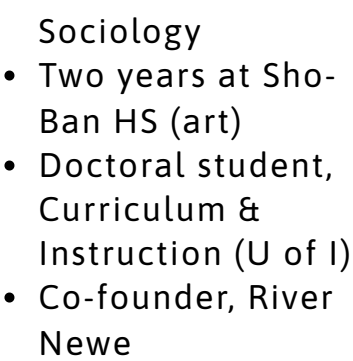 Sociology
• Two years at Sho-
Ban HS (art)
• Doctoral student,
Curriculum &
Instruction (U of I)
• Co-founder, River
Newe